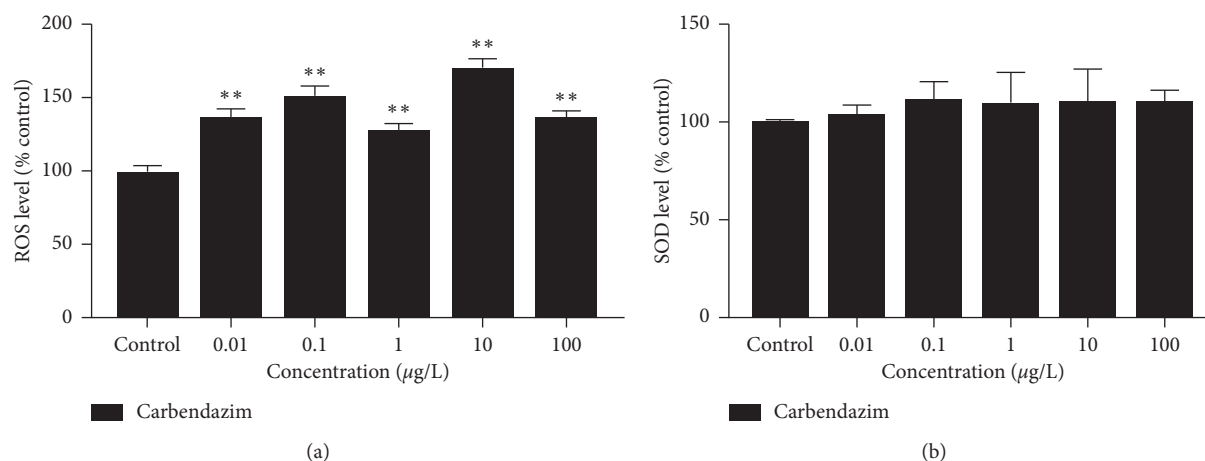 200
150
100
50
0
ROS level (% control)
**
**
**
**
**
Control 0.01 0.1 1 10 100
Concentration (µg/L)
Carbendazim
(a)
150
100
50
0
SOD level (% control)
Control 0.01 0.1 1 10 100
Concentration (µg/L)
Carbendazim
(b)